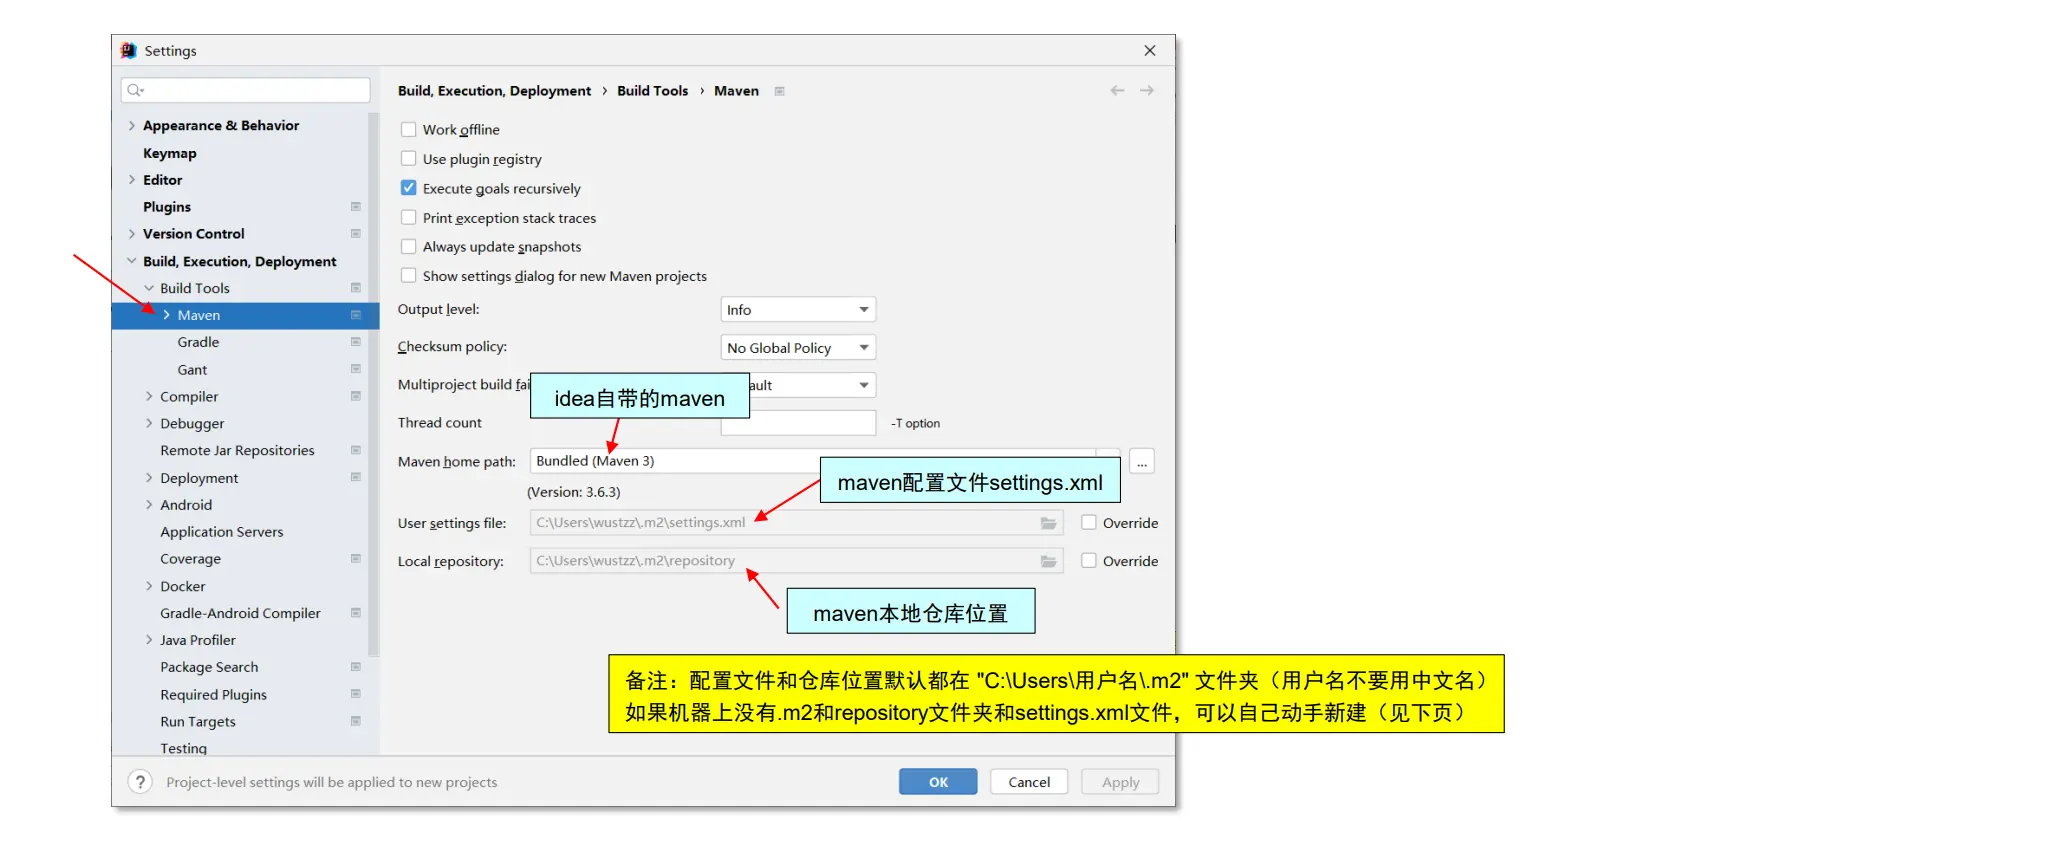 Settings
Build, Execution, Deployment › Build Tools › Maven
Appearance & Behavior
Keymap
Editor
Plugins
Version Control
Build, Execution, Deployment
Build Tools
Maven
Gradle
Gant
Compiler
Debugger
Remote Jar Repositories
Deployment
Android
Application Servers
Coverage
Docker
Gradle-Android Compiler
Java Profiler
Package Search
Required Plugins
Run Targets
Testing
Work offline
Use plugin registry
Execute goals recursively
Print exception stack traces
Always update snapshots
Show settings dialog for new Maven projects
Output level: Info
Checksum policy: No Global Policy
Multiproject build
idea自带的maven
Thread count -T option
Maven home path: Bundled (Maven 3) ...
maven配置文件settings.xml
(Version: 3.6.3)
User settings file: C:\Users\wustzz\.m2\settings.xml Override
Local repository: C:\Users\wustzz\.m2\repository Override
maven本地仓库位置
备注：配置文件和仓库位置默认都在 "C:\Users\用户名\.m2" 文件夹（用户名不要用中文名）
如果机器上没有.m2和repository文件夹和settings.xml文件，可以自己动手新建（见下页）
? Project-level settings will be applied to new projects
OK Cancel Apply